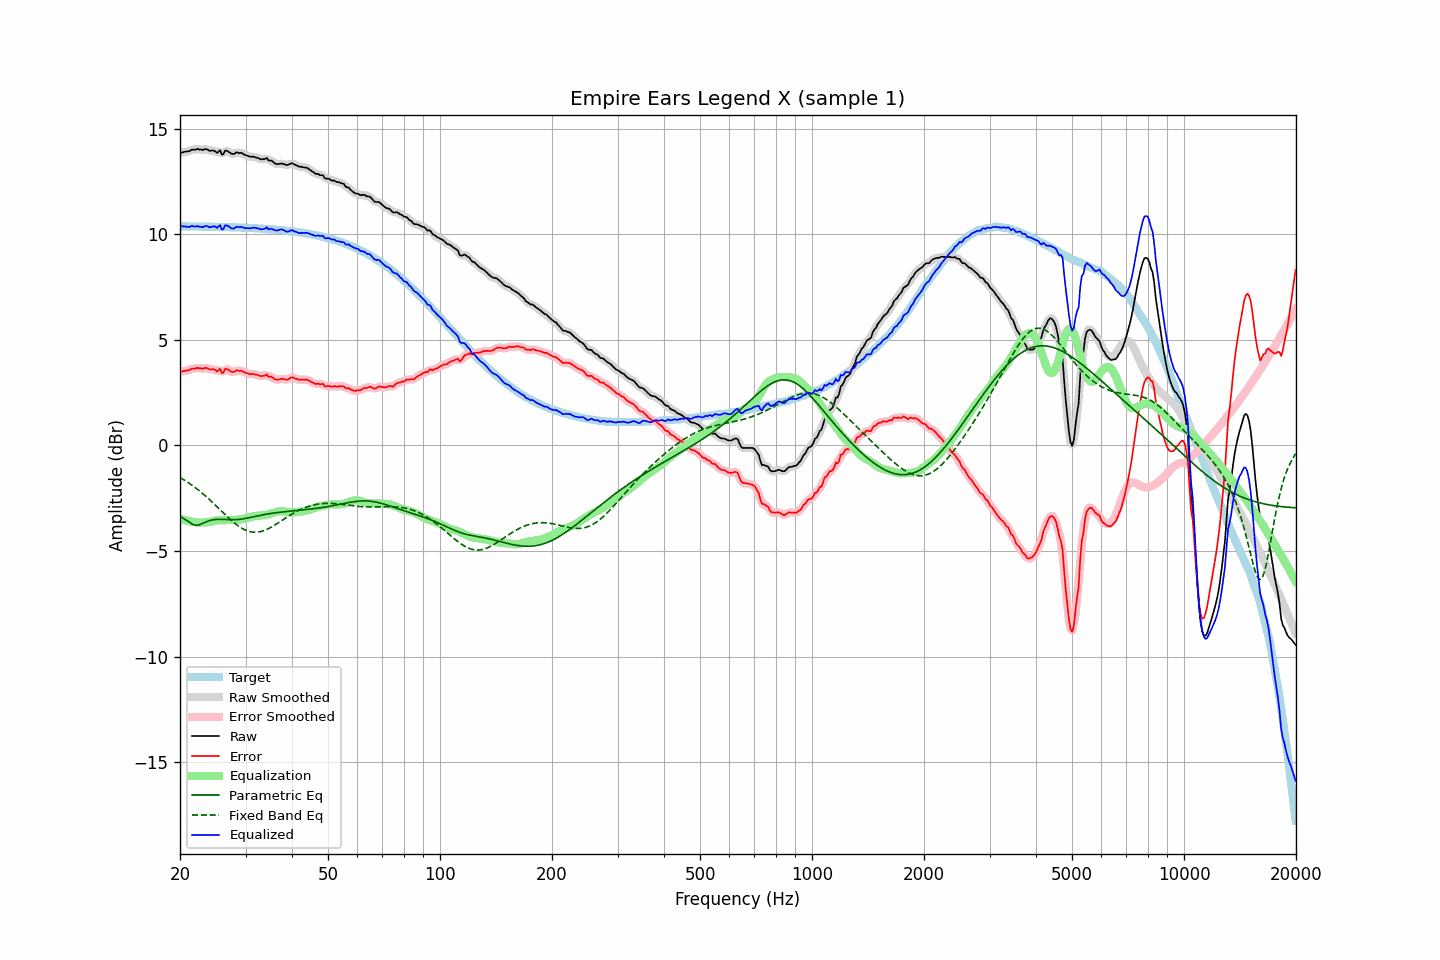 Empire Ears Legend X (sample 1)
15
10
5
0
−5
−10
−15
Amplitude (dBr)
Target
Raw Smoothed
Error Smoothed
Raw
Error
Equalization
Parametric Eq
Fixed Band Eq
Equalized
20 50 100 200 500 1000 2000 5000 10000 20000
Frequency (Hz)